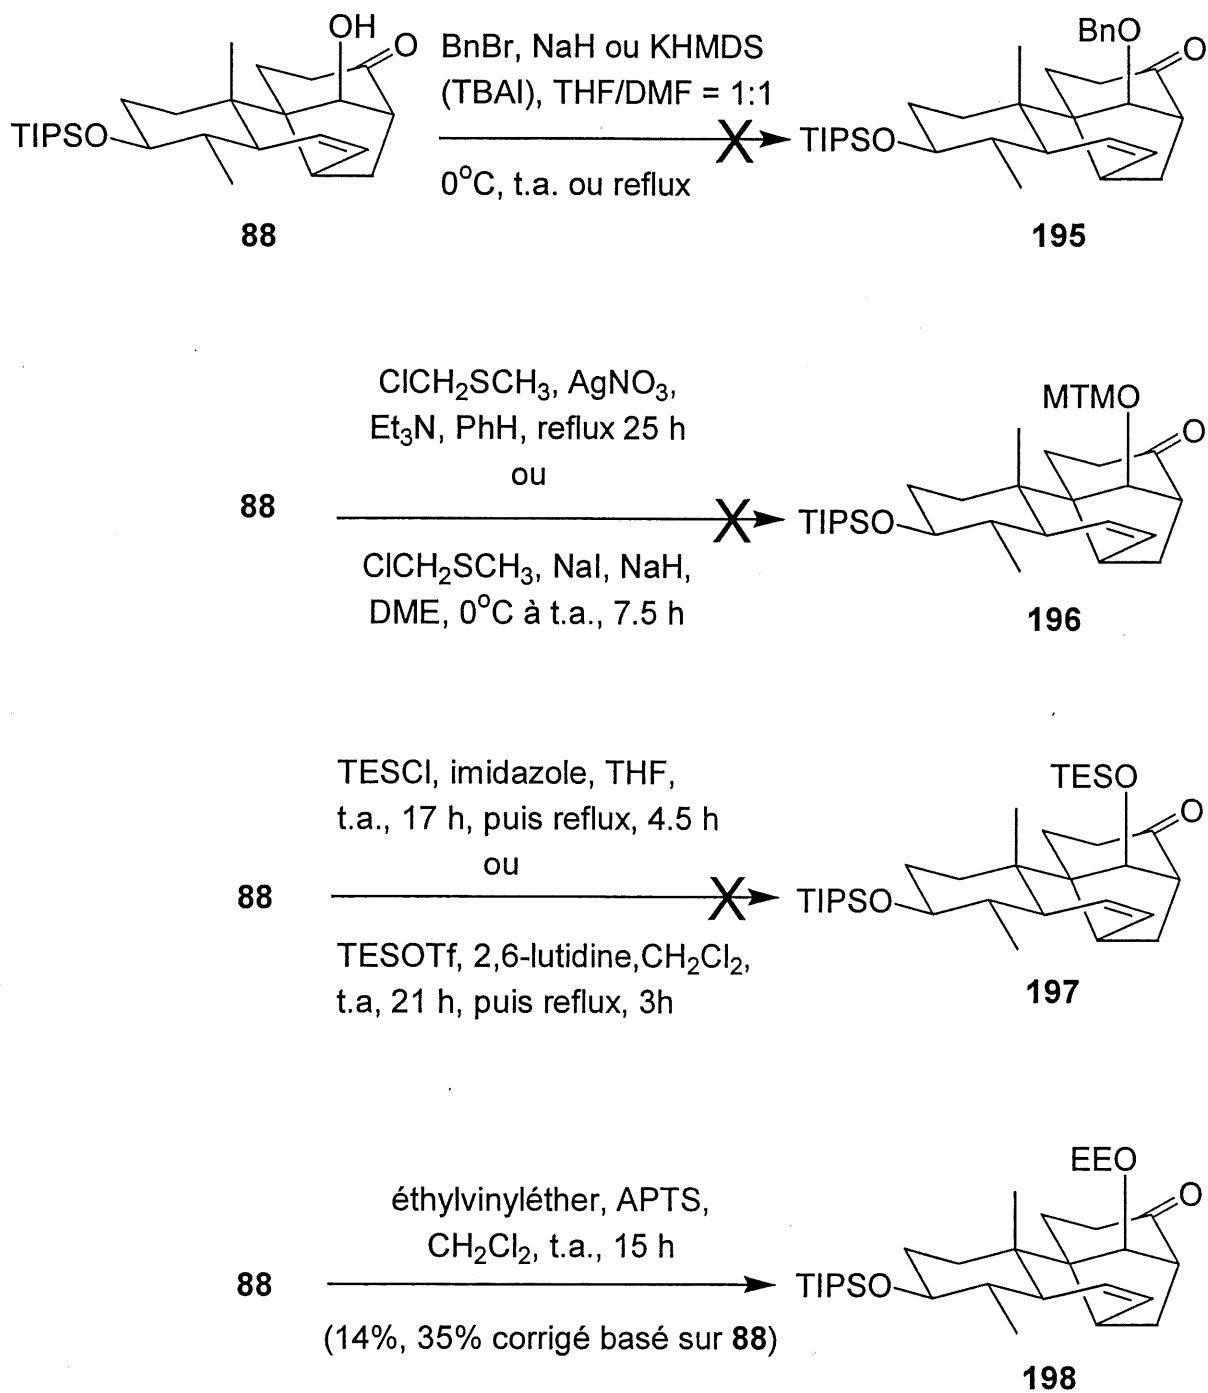 OH
O
TIPSO
88
BnBr, NaH ou KHMDS
(TBAI), THF/DMF = 1:1
X
0°C, t.a. ou reflux
BnO
O
TIPSO
195
88
ClCH₂SCH₃, AgNO₃,
Et₃N, PhH, reflux 25 h
ou
X
ClCH₂SCH₃, NaI, NaH,
DME, 0°C à t.a., 7.5 h
MTMO
O
TIPSO
196
88
TESCl, imidazole, THF,
t.a., 17 h, puis reflux, 4.5 h
ou
X
TESOTf, 2,6-lutidine,CH₂Cl₂,
t.a, 21 h, puis reflux, 3h
TESO
O
TIPSO
197
88
éthylvinyléther, APTS,
CH₂Cl₂, t.a., 15 h
(14%, 35% corrigé basé sur 88)
EEO
O
TIPSO
198